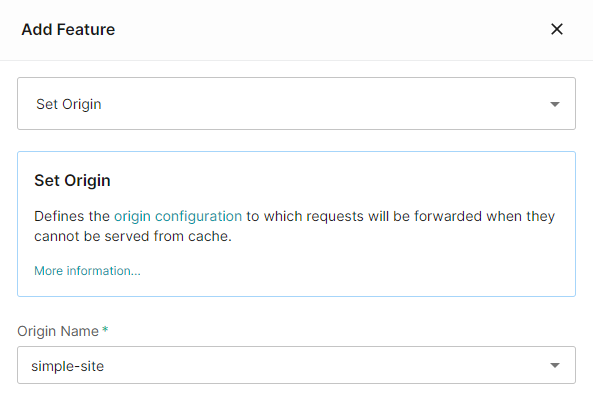 Add Feature
Set Origin
Set Origin
Defines the origin configuration to which requests will be forwarded when they
cannot be served from cache.
More information...
Origin Name *
simple-site